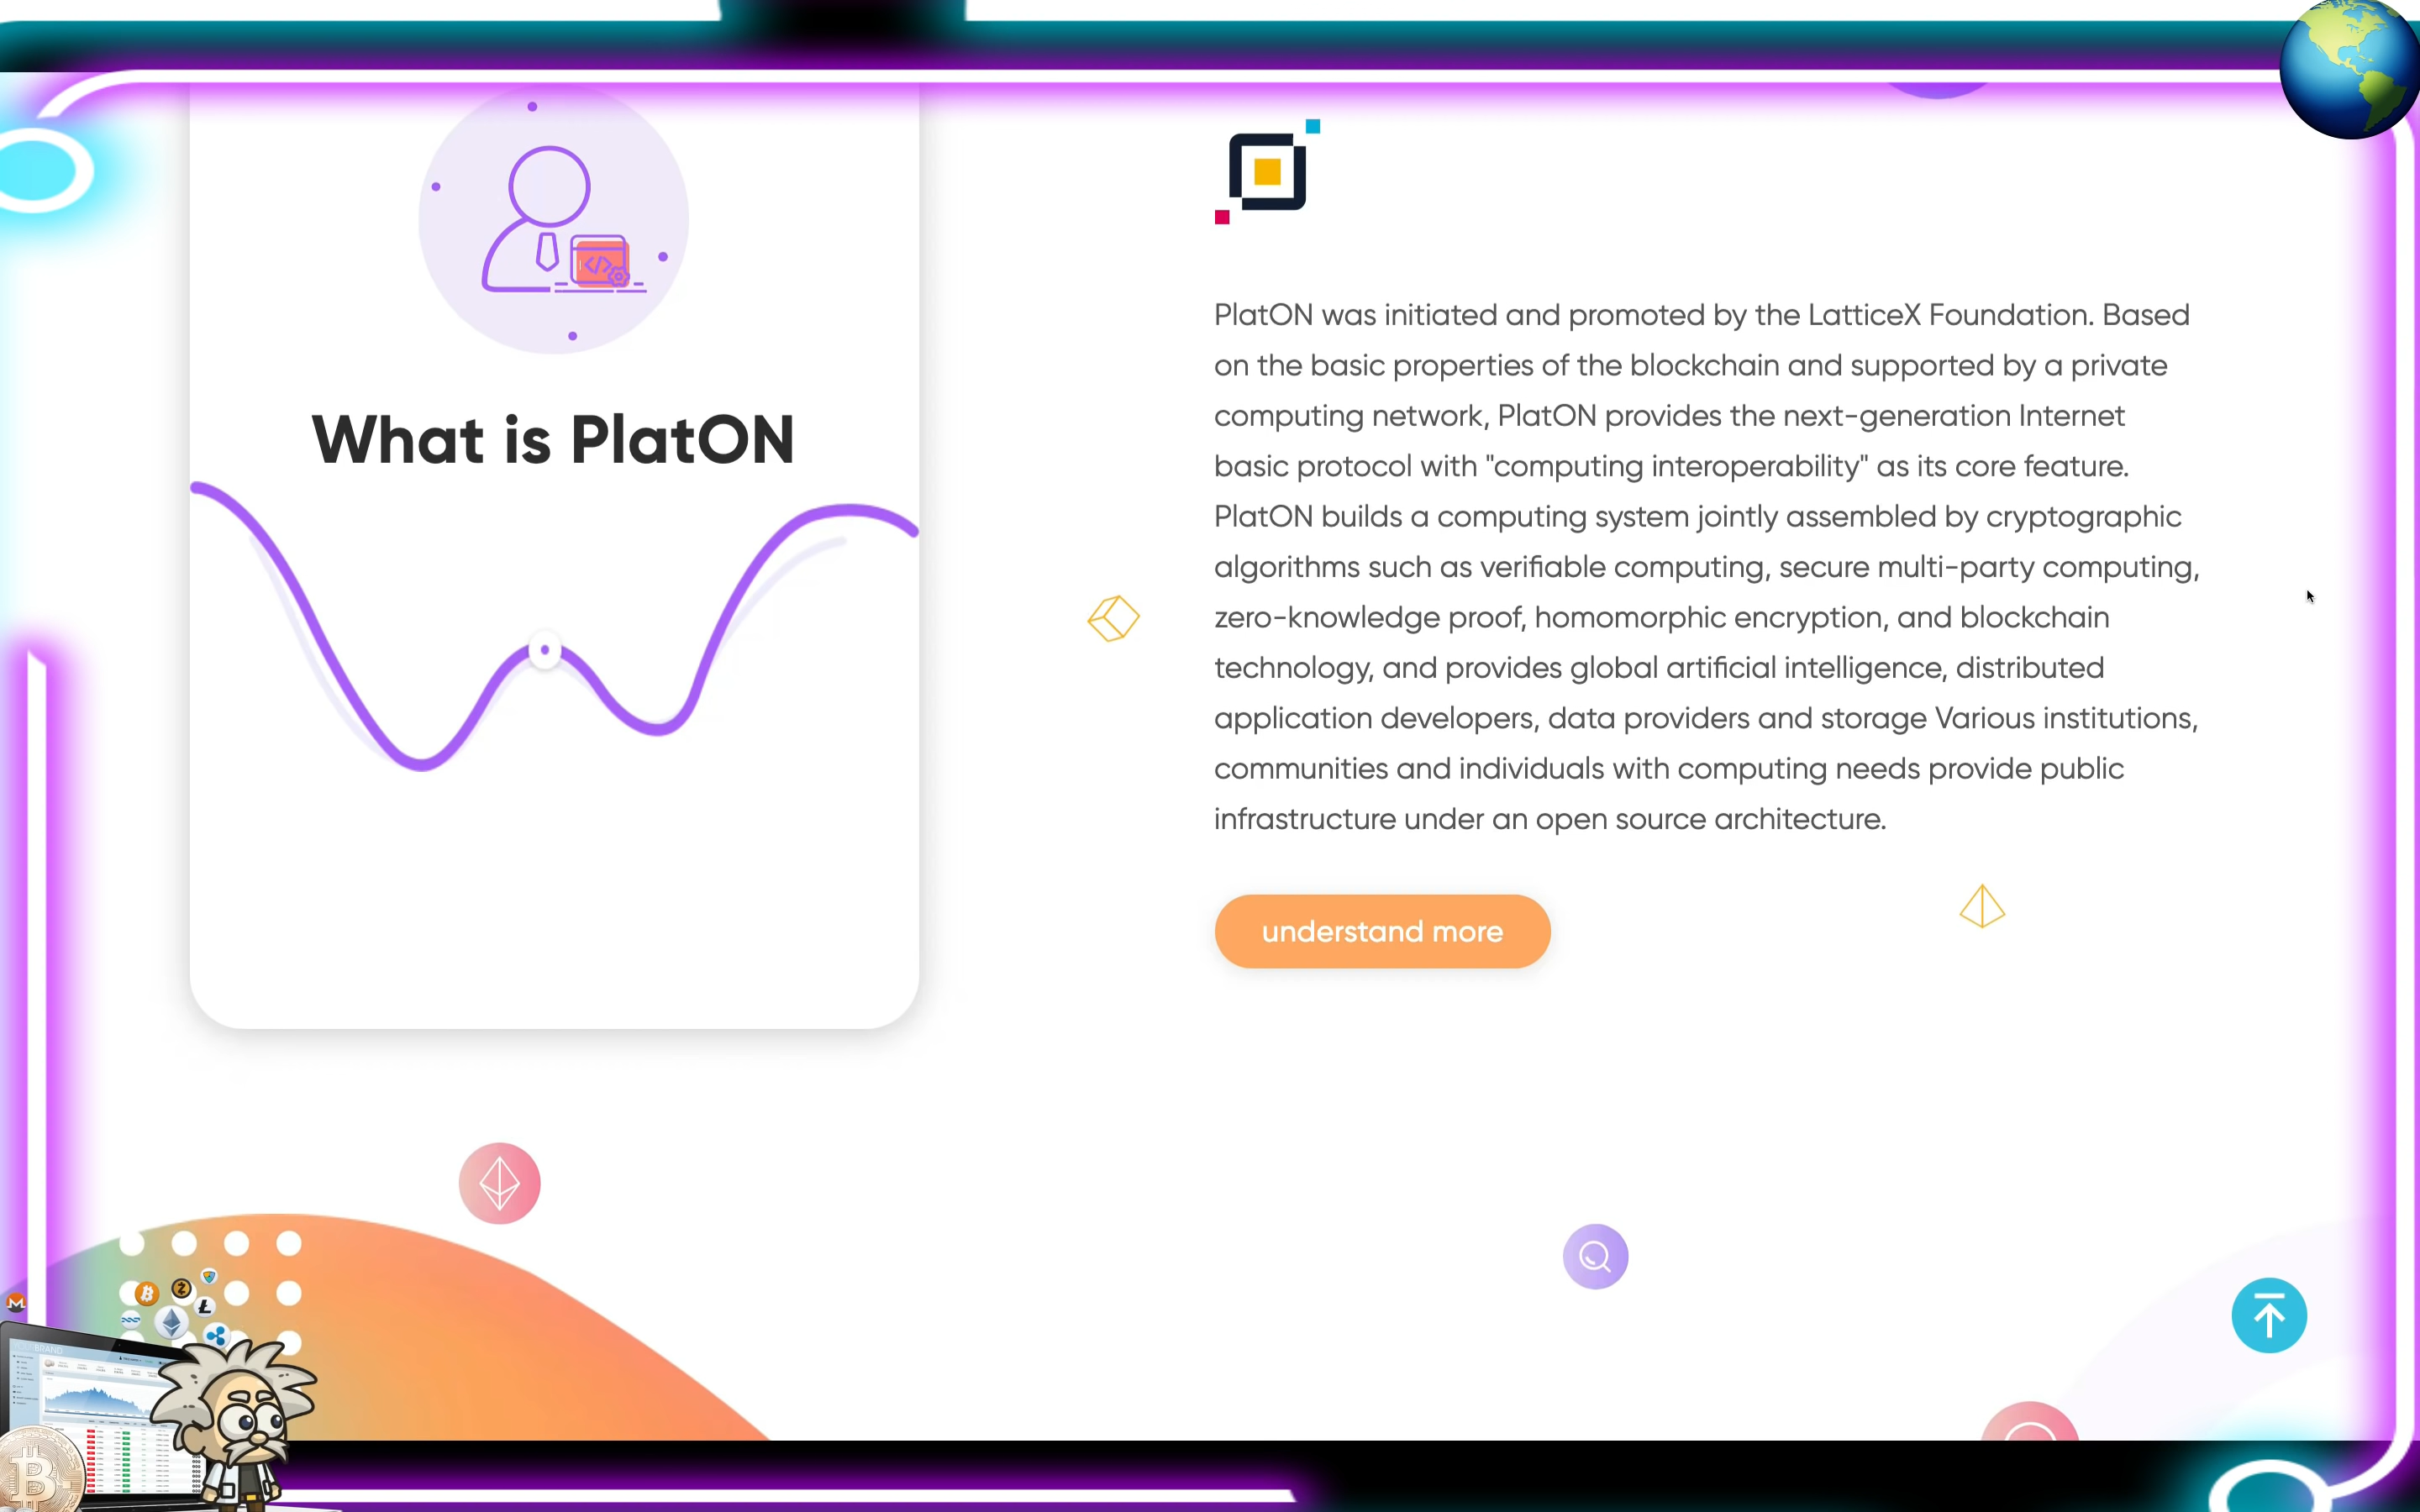 What is PlatON
PlatON was initiated and promoted by the LatticeX Foundation. Based
on the basic properties of the blockchain and supported by a private
computing network, PlatON provides the next-generation Internet
basic protocol with "computing interoperability" as its core feature.
PlatON builds a computing system jointly assembled by cryptographic
algorithms such as verifiable computing, secure multi-party computing,
zero-knowledge proof, homomorphic encryption, and blockchain
technology, and provides global artificial intelligence, distributed
application developers, data providers and storage Various institutions,
communities and individuals with computing needs provide public
infrastructure under an open source architecture.
understand more